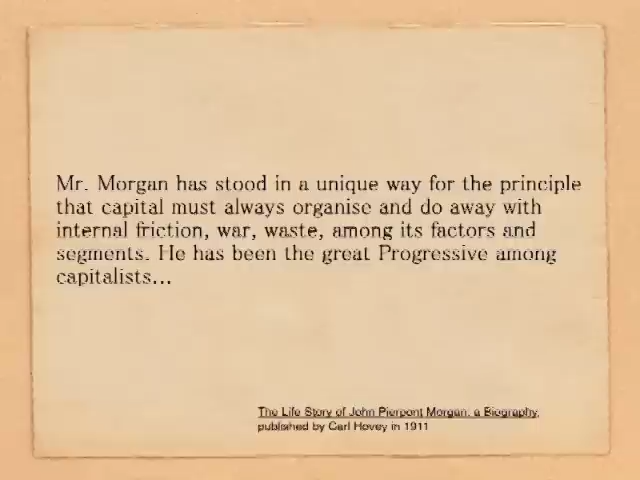 Mr. Morgan has stood in a unique way for the principle
that capital must always organise and do away with
internal friction, war, waste, among its factors and
segments. He has been the great Progressive among
capitalists...
The Life Story of John Pierpont Morgan: a Biography,
published by Carl Hovey in 1911